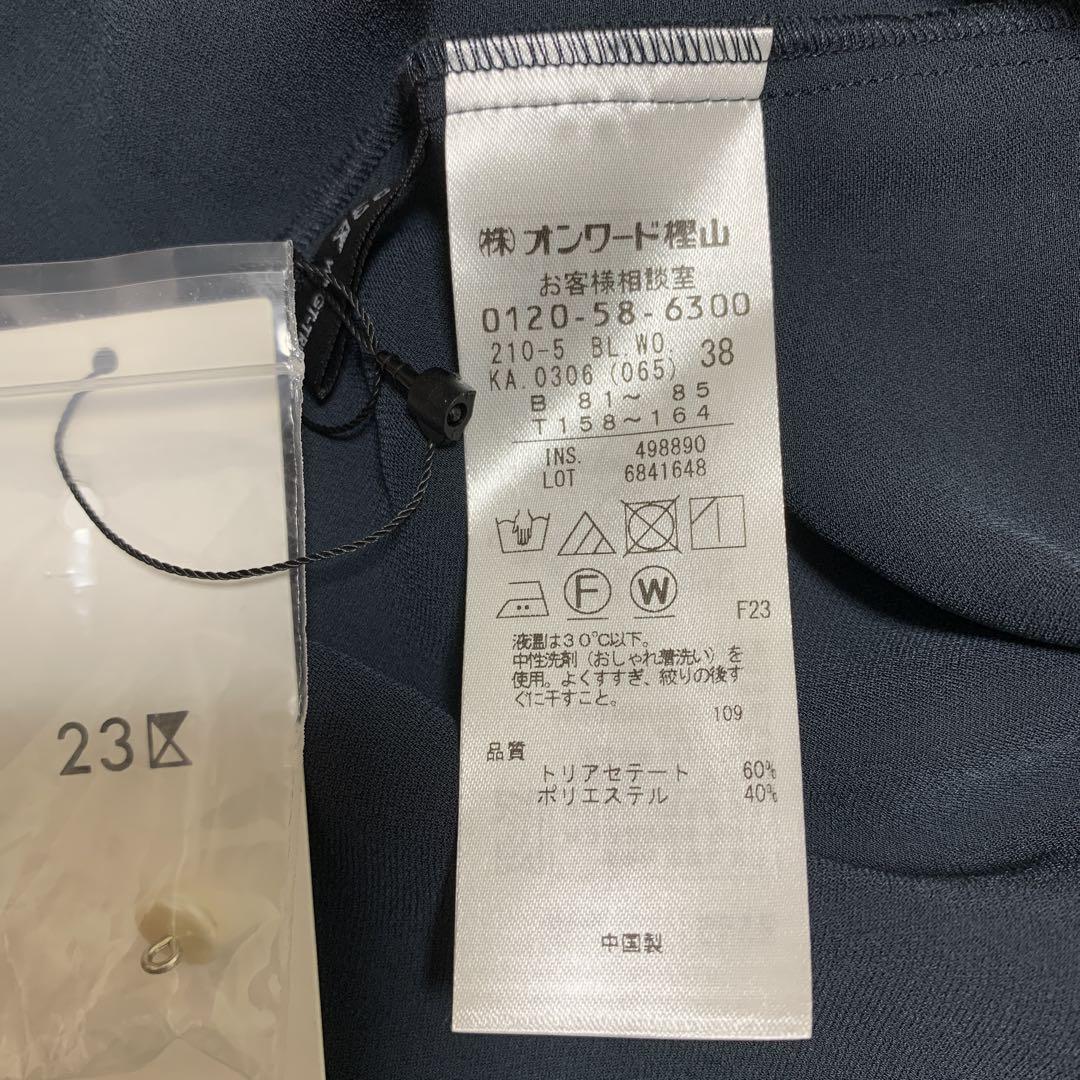 ㈱オンワード樫山
お客様相談室
0120-58-6300
210-5 BL.WO
KA.0306 (065) 38
B 81～ 85
T 158～164
INS. 498890
LOT 6841648
F
W
F23
液温は30℃以下。
中性洗剤（おしゃれ着洗い）を
使用。よくすすぎ、絞りの後す
ぐに干すこと。
109
品質
トリアセテート 60%
ポリエステル 40%
中国製
23区